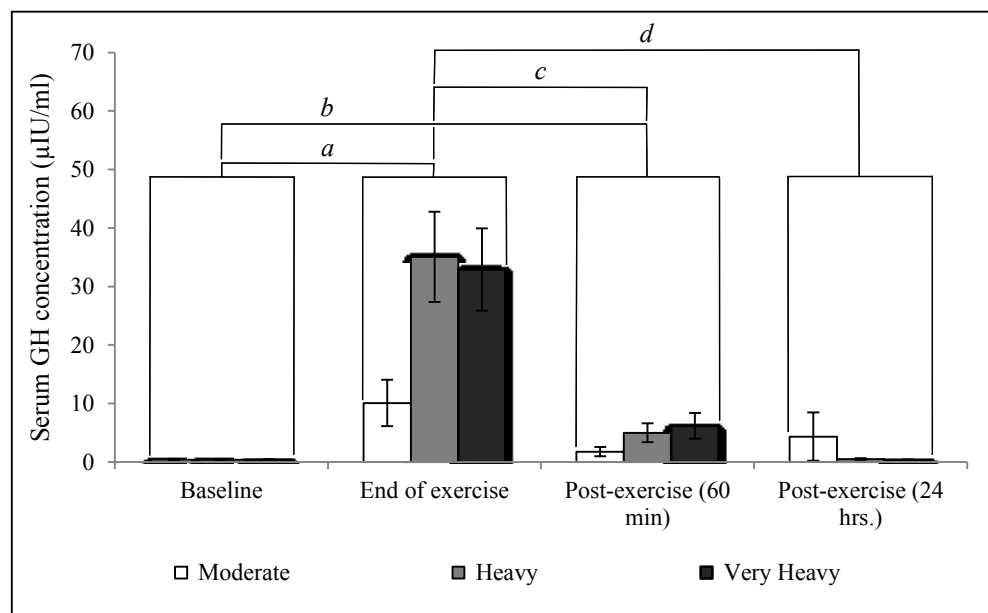 Serum GH concentration (µIU/ml)
70
60
50
40
30
20
10
0
d
c
b
a
Baseline
End of exercise
Post-exercise (60
min)
Post-exercise (24
hrs.)
Moderate
Heavy
Very Heavy